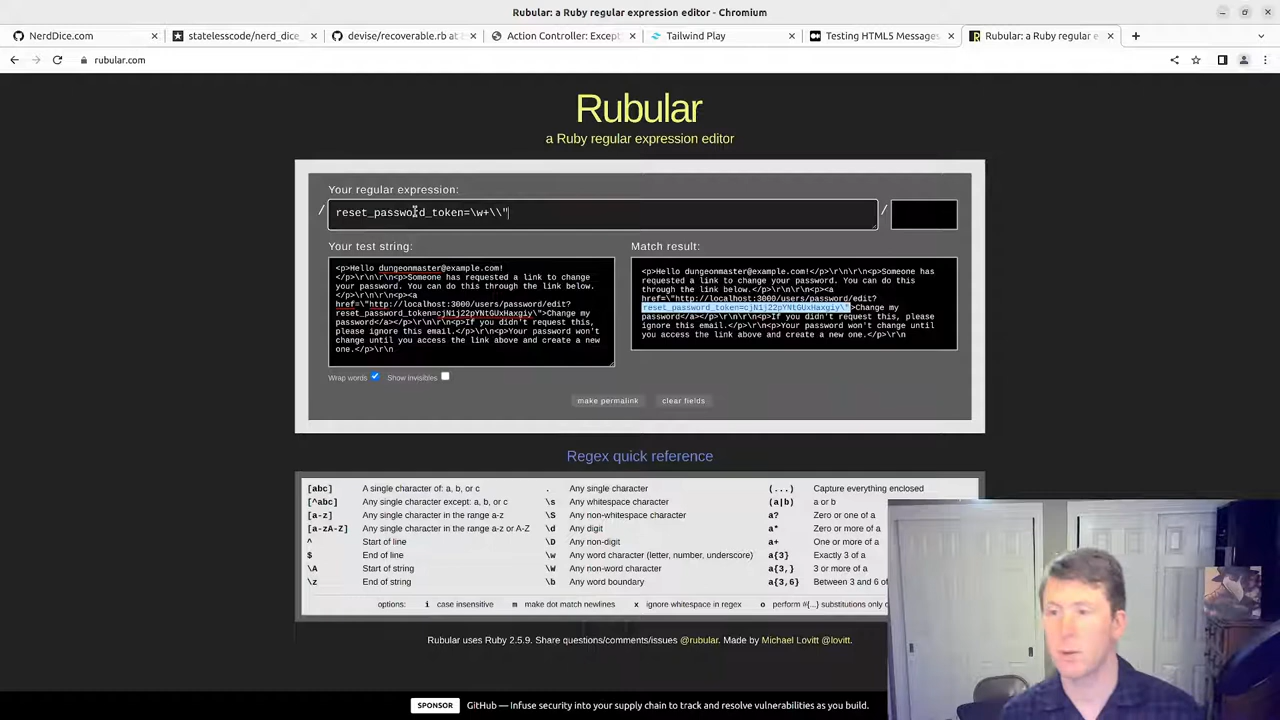 Rubular: a Ruby regular expression editor - Chromium
NerdDice.com
statelesscode/nerd_dice_
devise/recoverable.rb at
Action Controller: Except
Tailwind Play
Testing HTML5 Messages
Rubular: a Ruby regular e
rubular.com
Rubular
a Ruby regular expression editor
Your regular expression:
/ reset_password_token=\w+\\" /
Your test string:
Match result:
<p>Hello dungeonmaster@example.com!
</p>\r\n\r\n<p>Someone has requested a link to change
your password. You can do this through the link below.
</p>\r\n\r\n<p><a
href=\"http://localhost:3000/users/password/edit?
reset_password_token=cjN1j22pYNtGUxHaxgiy\">Change my
password</a></p>\r\n\r\n<p>If you didn't request this,
please ignore this email.</p>\r\n<p>Your password won't
change until you access the link above and create a new
one.</p>\r\n
<p>Hello dungeonmaster@example.com!</p>\r\n\r\n<p>Someone has
requested a link to change your password. You can do this
through the link below.</p>\r\n\r\n<p><a
href=\"http://localhost:3000/users/password/edit?
reset_password_token=cjN1j22pYNtGUxHaxgiy\">Change my
password</a></p>\r\n\r\n<p>If you didn't request this, please
ignore this email.</p>\r\n<p>Your password won't change until
you access the link above and create a new one.</p>\r\n
Wrap words Show invisibles
make permalink clear fields
Regex quick reference
[abc] A single character of: a, b, or c . Any single character (...) Capture everything enclosed
[^abc] Any single character except: a, b, or c \s Any whitespace character (a|b) a or b
[a-z] Any single character in the range a-z \S Any non-whitespace character a? Zero or one of a
[a-zA-Z] Any single character in the range a-z or A-Z \d Any digit a* Zero or more of a
^ Start of line \D Any non-digit a+ One or more of a
$ End of line \w Any word character (letter, number, underscore) a{3} Exactly 3 of a
\A Start of string \W Any non-word character a{3,} 3 or more of a
\z End of string \b Any word boundary a{3,6} Between 3 and 6 of
options: i case insensitive m make dot match newlines x ignore whitespace in regex o perform #{...} substitutions only
Rubular uses Ruby 2.5.9. Share questions/comments/issues @rubular. Made by Michael Lovitt @lovitt.
SPONSOR GitHub — Infuse security into your supply chain to track and resolve vulnerabilities as you build.